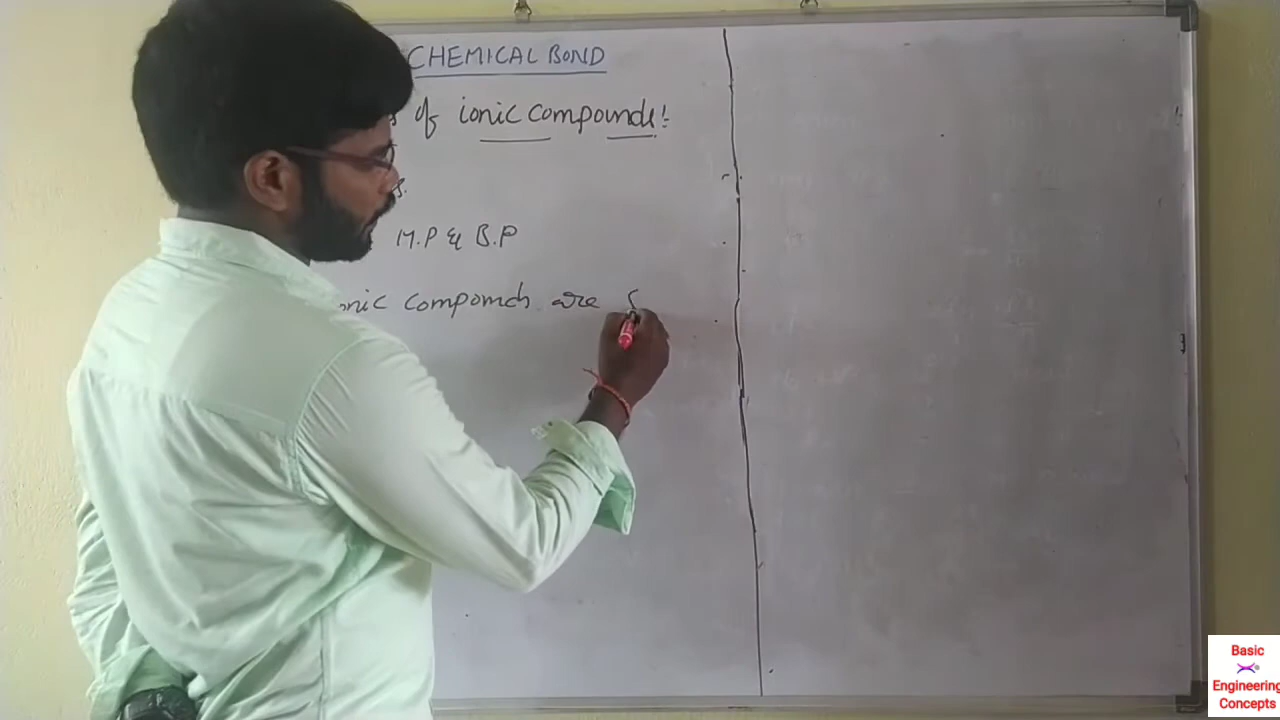 CHEMICAL BOND
of ionic compounds:
M.P & B.P
onic compounds are
Basic
Engineering
Concepts